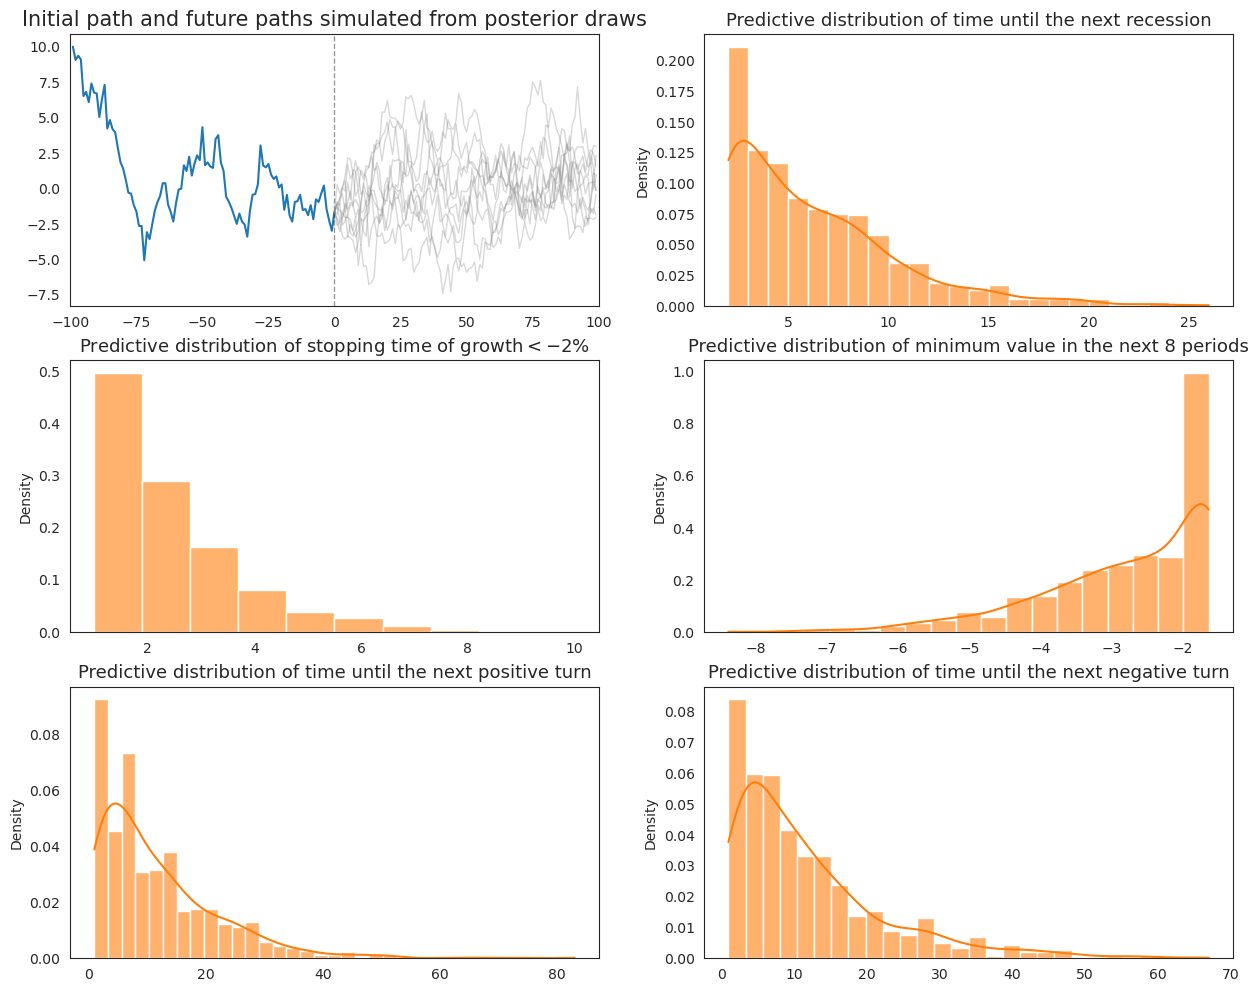 Initial path and future paths simulated from posterior draws
10.0
7.5
5.0
2.5
0.0
−2.5
−5.0
−7.5
−100 −75 −50 −25 0 25 50 75 100
Predictive distribution of time until the next recession
Density
0.200
0.175
0.150
0.125
0.100
0.075
0.050
0.025
0.000
5 10 15 20 25
Predictive distribution of stopping time of growth < −2%
Density
0.5
0.4
0.3
0.2
0.1
0.0
2 4 6 8 10
Predictive distribution of minimum value in the next 8 periods
Density
1.0
0.8
0.6
0.4
0.2
0.0
−8 −7 −6 −5 −4 −3 −2
Predictive distribution of time until the next positive turn
Density
0.08
0.06
0.04
0.02
0.00
0 20 40 60 80
Predictive distribution of time until the next negative turn
Density
0.08
0.07
0.06
0.05
0.04
0.03
0.02
0.01
0.00
0 10 20 30 40 50 60 70